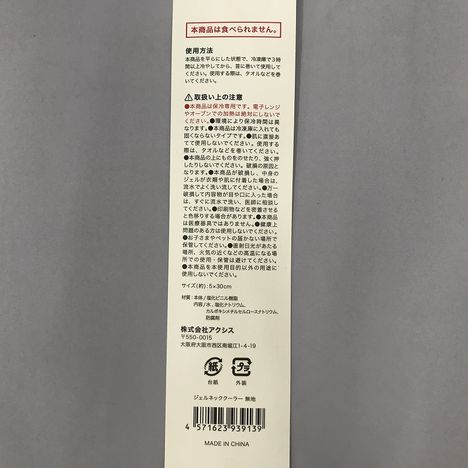 本商品は食べられません。
使用方法
本商品を平らにした状態で、冷凍庫で3時
間以上冷やしてから、首に巻いて使用して
ください。使用する際は、タオルなどを巻
いてください。
取扱い上の注意
●本商品は保冷専用です。電子レンジ
やオーブンでの加熱は絶対にしないで
ください。●環境により保冷時間は異
なります。●本商品は冷凍庫に入れても
固くならないタイプです。●肌に直接あ
てて使用しないでください。使用する
際は、タオルなどを巻いてください。
●本商品の上にものをのせたり、強く押
したりしないでください。破損の原因と
なります。●本商品が破損し、中身の
ジェルが衣類や肌に付着した場合は、
流水でよく洗い流してください。●万一
破損して内容物が目や口に入った場合
は、すぐに流水で洗い、医師に相談し
てください。●印刷物などを密着させる
と色移りする場合があります。●本商品
は医療器具ではありません。●健康上
問題のある方は使用しないでください。
●お子さまやペットの届かない場所で
保管してください。●直射日光があたる
場所、火気の近くなどの高温になる場
所での使用・保管は避けてください。
●本商品を本使用目的以外の用途に
使用しないでください。
サイズ(約):5×30cm
材質:本体/塩化ビニル樹脂
内容/水、塩化ナトリウム、
カルボキシメチルセルロースナトリウム、
防腐剤
株式会社アクシス
〒550-0015
大阪府大阪市西区南堀江1-4-19
紙
プラ
台紙
外装
ジェルネッククーラー 無地
4 571623 939139
MADE IN CHINA